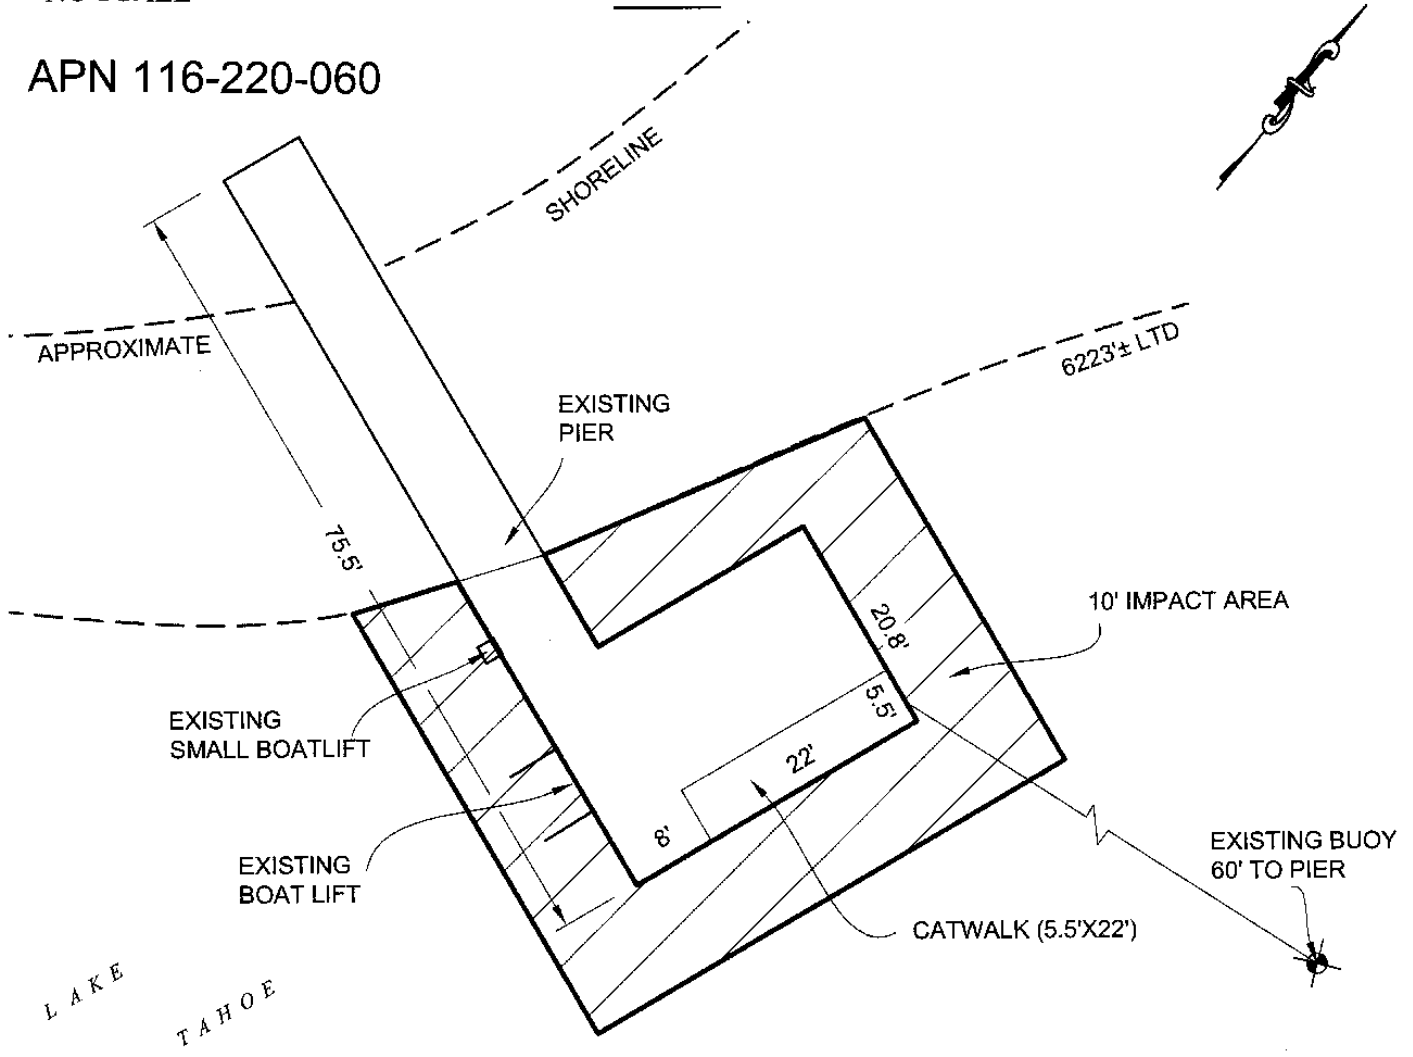 APN 116-220-060
SHORELINE
APPROXIMATE
6223'± LTD
EXISTING
PIER
75.5'
10' IMPACT AREA
20.8'
5.5'
EXISTING
SMALL BOATLIFT
22'
8'
EXISTING
BOAT LIFT
EXISTING BUOY
60' TO PIER
CATWALK (5.5'X22')
LAKE
TAHOE